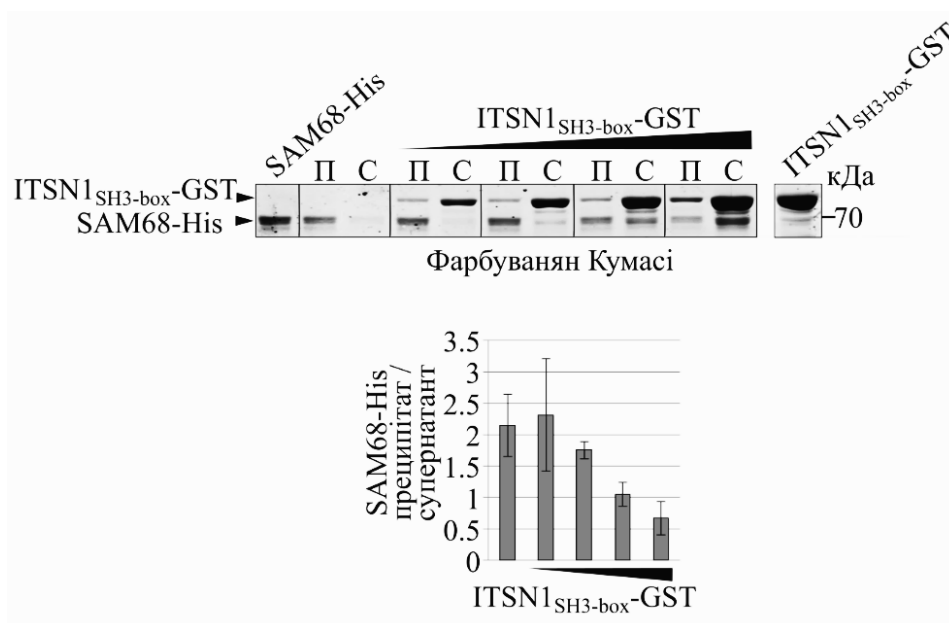 SAM68-His
ITSN1SH3-box-GST
ITSN1SH3-box-GST
П С П С П С П С П С
кДа
ITSN1SH3-box-GST
SAM68-His
70
Фарбуванян Кумасі
3.5
3
2.5
2
1.5
1
0.5
0
SAM68-His
преципітат /
супернатант
ITSN1SH3-box-GST